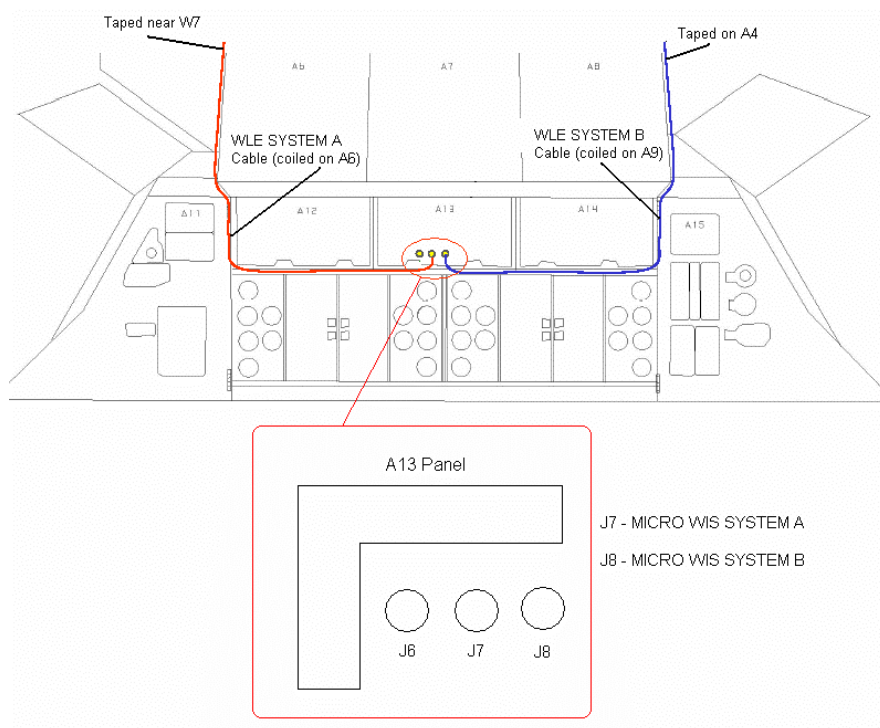 Taped near W7
Taped on A4
A6
A7
A8
WLE SYSTEM A
Cable (coiled on A6)
WLE SYSTEM B
Cable (coiled on A9)
A11
A12
A13
A14
A15
A13 Panel
J7 - MICRO WIS SYSTEM A
J8 - MICRO WIS SYSTEM B
J6
J7
J8